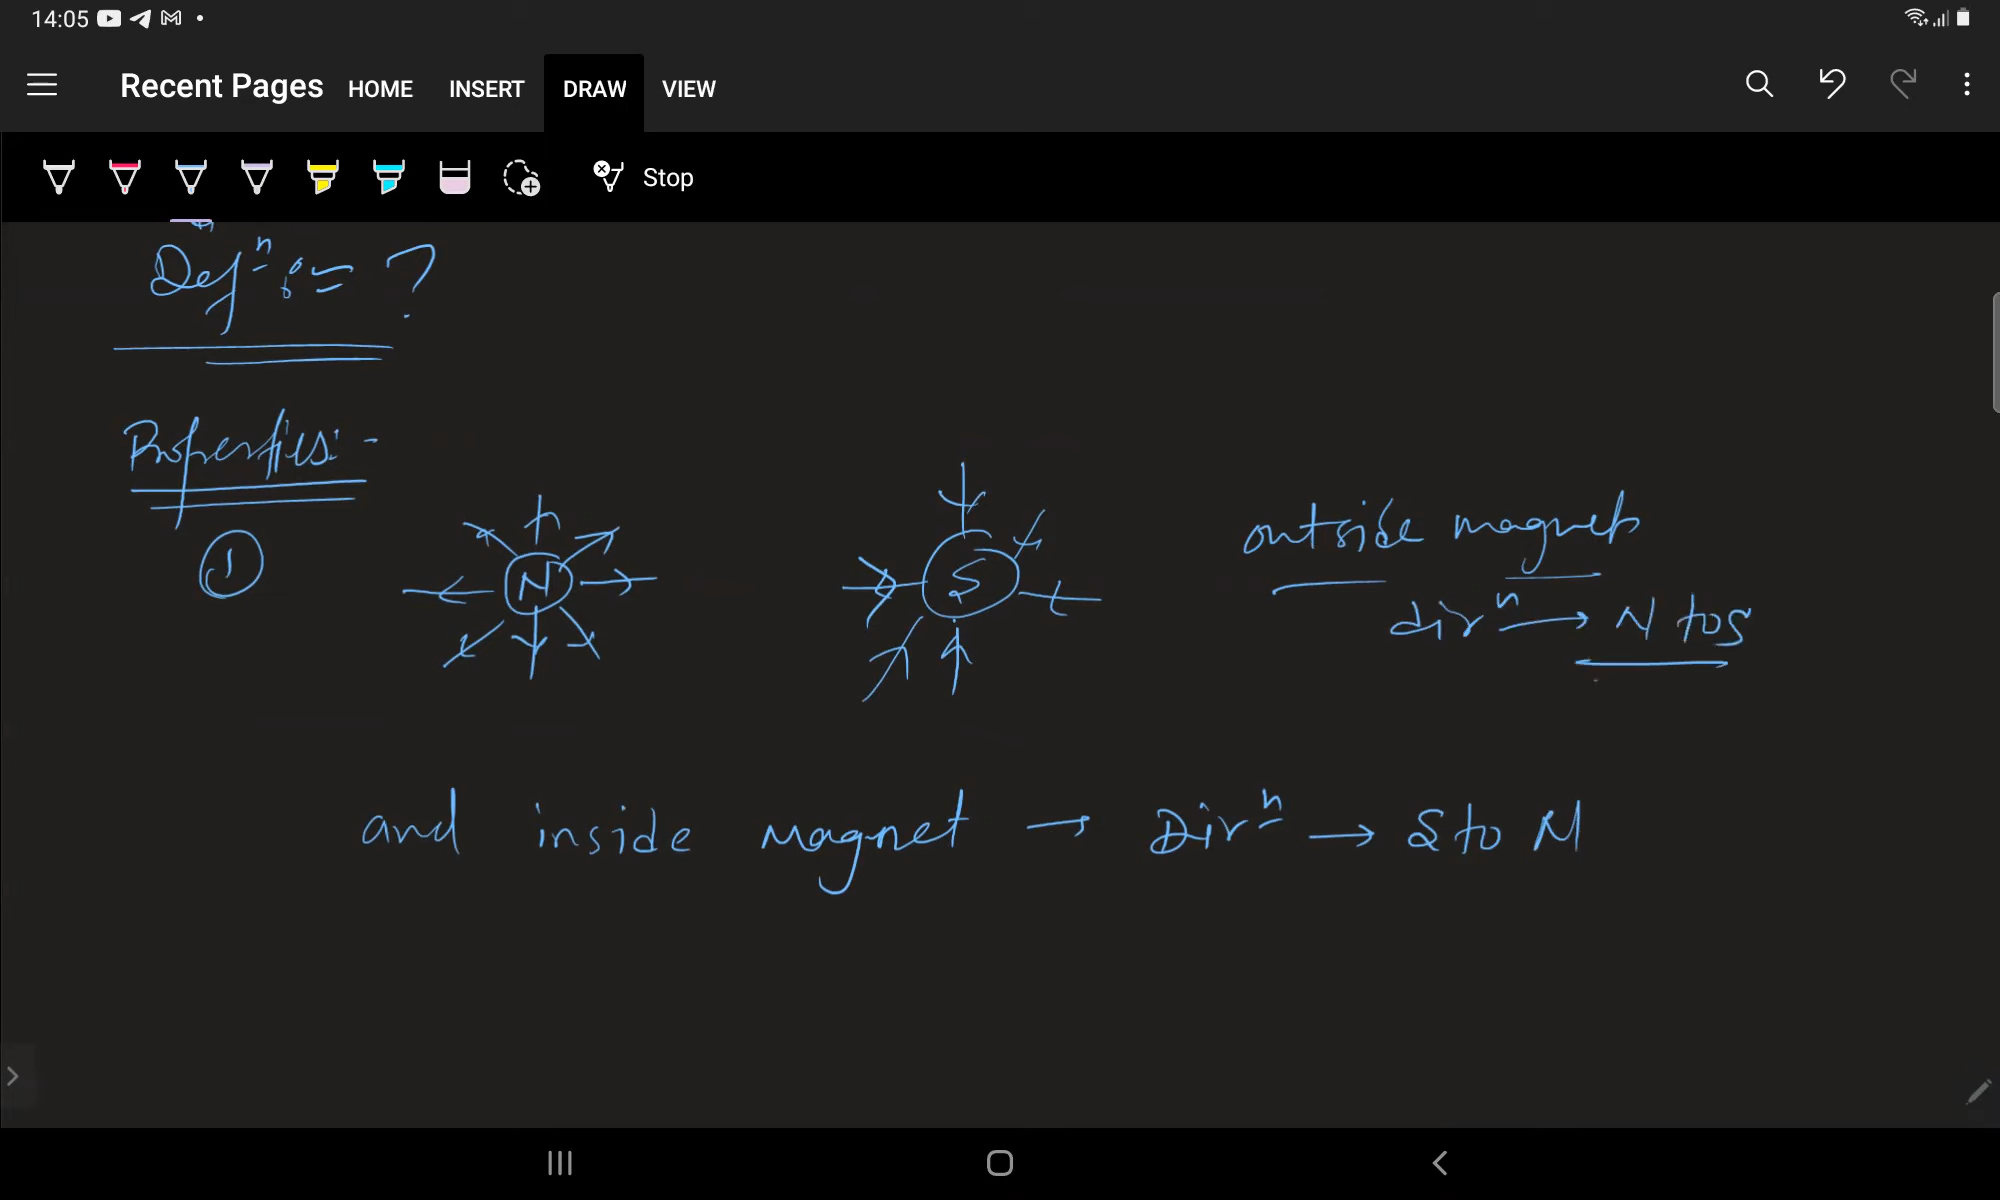 14:05
Recent Pages HOME INSERT DRAW VIEW
Stop
Defⁿ := ?
Properties:-
①
N
S
outside magnet
dirⁿ → N to S
and inside magnet → Dirⁿ → S to N